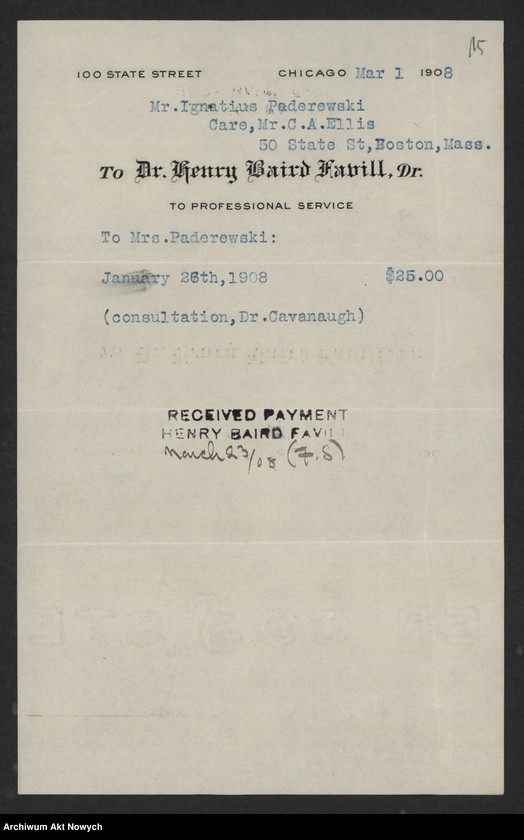 15
100 STATE STREET CHICAGO Mar 1 1908
Mr.Ignatius Paderewski
Care,Mr.C.A.Ellis
50 State St,Boston,Mass.
To Dr. Henry Baird Favill, Dr.
TO PROFESSIONAL SERVICE
To Mrs.Paderewski:
January 26th,1908 $25.00
(consultation,Dr.Cavanaugh)
RECEIVED PAYMENT
HENRY BAIRD FAVILL
March 23/08 (F.S)
Archiwum Akt Nowych